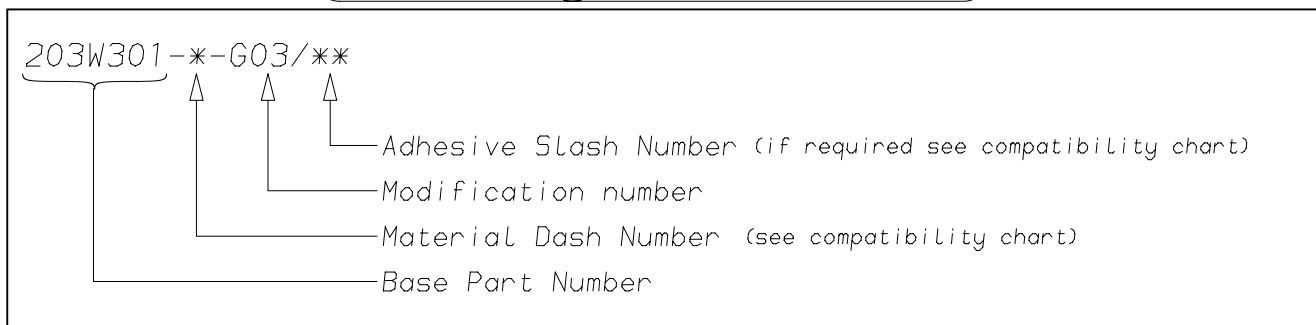 203W301-*-G03/**
Adhesive Slash Number (if required see compatibility chart)
Modification number
Material Dash Number (see compatibility chart)
Base Part Number